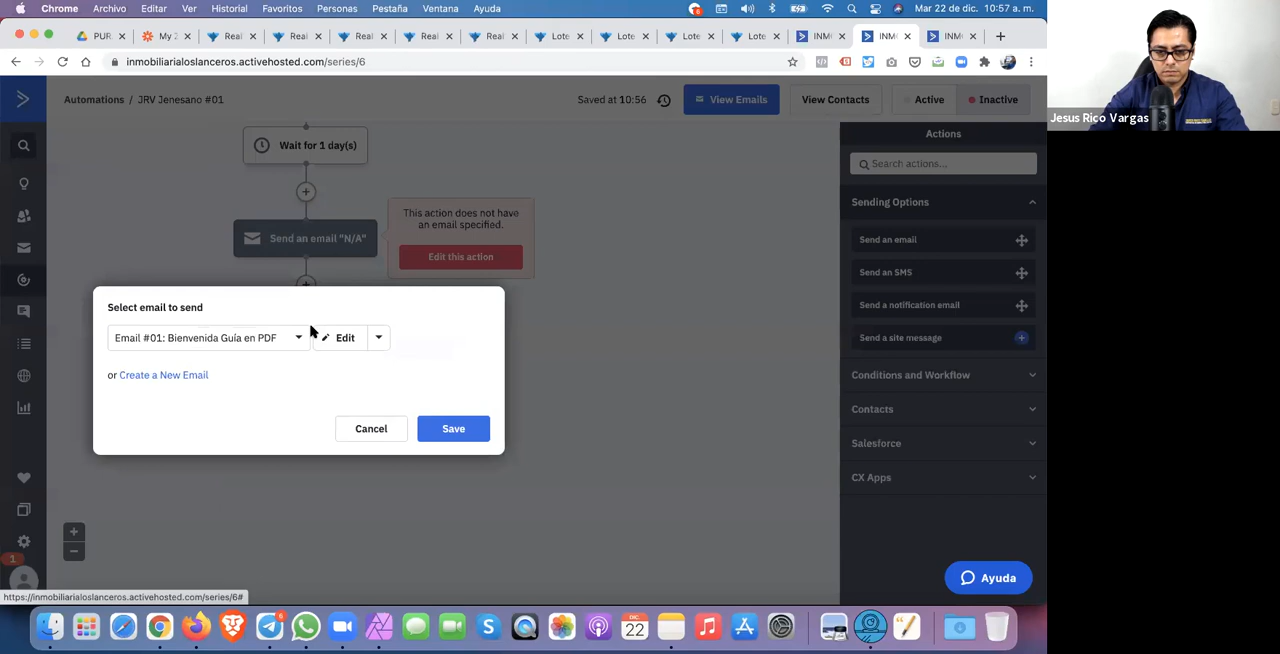 Chrome Archivo Editar Ver Historial Favoritos Personas Pestaña Ventana Ayuda
Mar 22 de dic. 10:57 a. m.
PUR. My 2 Real Real Real Real Real Lote Lote Lote Lote INM INM INM
inmobiliarialoslanceros.activehosted.com/series/6
Automations / JRV Jenesano #01
Saved at 10:56
View Emails
View Contacts
Active
Inactive
Jesus Rico Vargas
Wait for 1 day(s)
Send an email "N/A"
This action does not have
an email specified.
Edit this action
Select email to send
Email #01: Bienvenida Guía en PDF
Edit
or Create a New Email
Cancel
Save
Actions
Search actions...
Sending Options
Send an email
Send an SMS
Send a notification email
Send a site message
Conditions and Workflow
Contacts
Salesforce
CX Apps
Ayuda
1
https://inmobiliarialoslanceros.activehosted.com/series/6#
DIC.
22